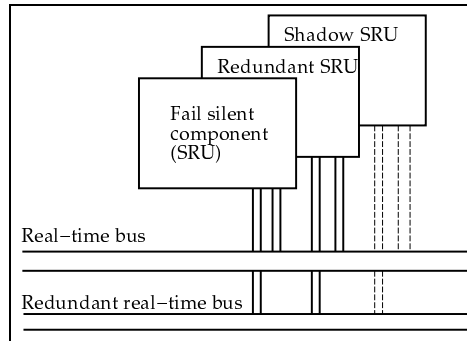 Shadow SRU
Redundant SRU
Fail silent
component
(SRU)
Real-time bus
Redundant real-time bus